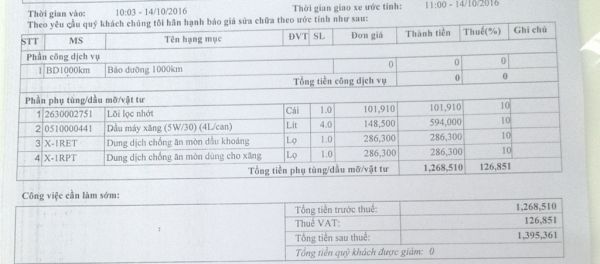 Thời gian vào: 10:03 - 14/10/2016 Thời gian giao xe ước tính: 11:00 - 14/10/2016
Theo yêu cầu quý khách chúng tôi hân hạnh báo giá sửa chữa theo ước tính như sau:
STT MS Tên hạng mục ĐVT SL Đơn giá Thành tiền Thuế(%) Ghi chú
Phần công dịch vụ
1 BD1000km Bảo dưỡng 1000km 0 0 0
Tổng tiền công dịch vụ 0 0
Phần phụ tùng/dầu mỡ/vật tư
1 2630002751 Lõi lọc nhớt Cái 1.0 101,910 101,910 10
2 0510000441 Dầu máy xăng (5W/30) (4L/can) Lít 4.0 148,500 594,000 10
3 X-1RET Dung dịch chống ăn mòn dầu khoáng Lọ 1.0 286,300 286,300 10
4 X-1RPT Dung dịch chống ăn mòn dùng cho xăng Lọ 1.0 286,300 286,300 10
Tổng tiền phụ tùng/dầu mỡ/vật tư 1,268,510 126,851
Công việc cần làm sớm:
Tổng tiền trước thuế: 1,268,510
Thuế VAT: 126,851
Tổng tiền sau thuế: 1,395,361
Tổng tiền quý khách được giảm: 0